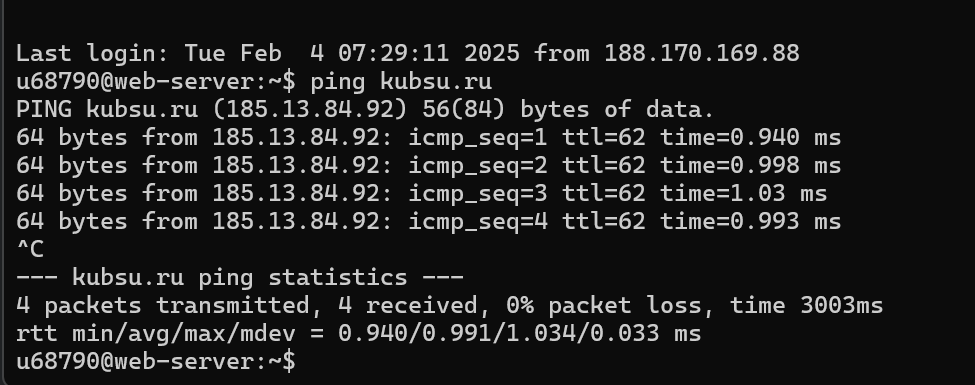 Last login: Tue Feb  4 07:29:11 2025 from 188.170.169.88
u68790@web-server:~$ ping kubsu.ru
PING kubsu.ru (185.13.84.92) 56(84) bytes of data.
64 bytes from 185.13.84.92: icmp_seq=1 ttl=62 time=0.940 ms
64 bytes from 185.13.84.92: icmp_seq=2 ttl=62 time=0.998 ms
64 bytes from 185.13.84.92: icmp_seq=3 ttl=62 time=1.03 ms
64 bytes from 185.13.84.92: icmp_seq=4 ttl=62 time=0.993 ms
^C
--- kubsu.ru ping statistics ---
4 packets transmitted, 4 received, 0% packet loss, time 3003ms
rtt min/avg/max/mdev = 0.940/0.991/1.034/0.033 ms
u68790@web-server:~$